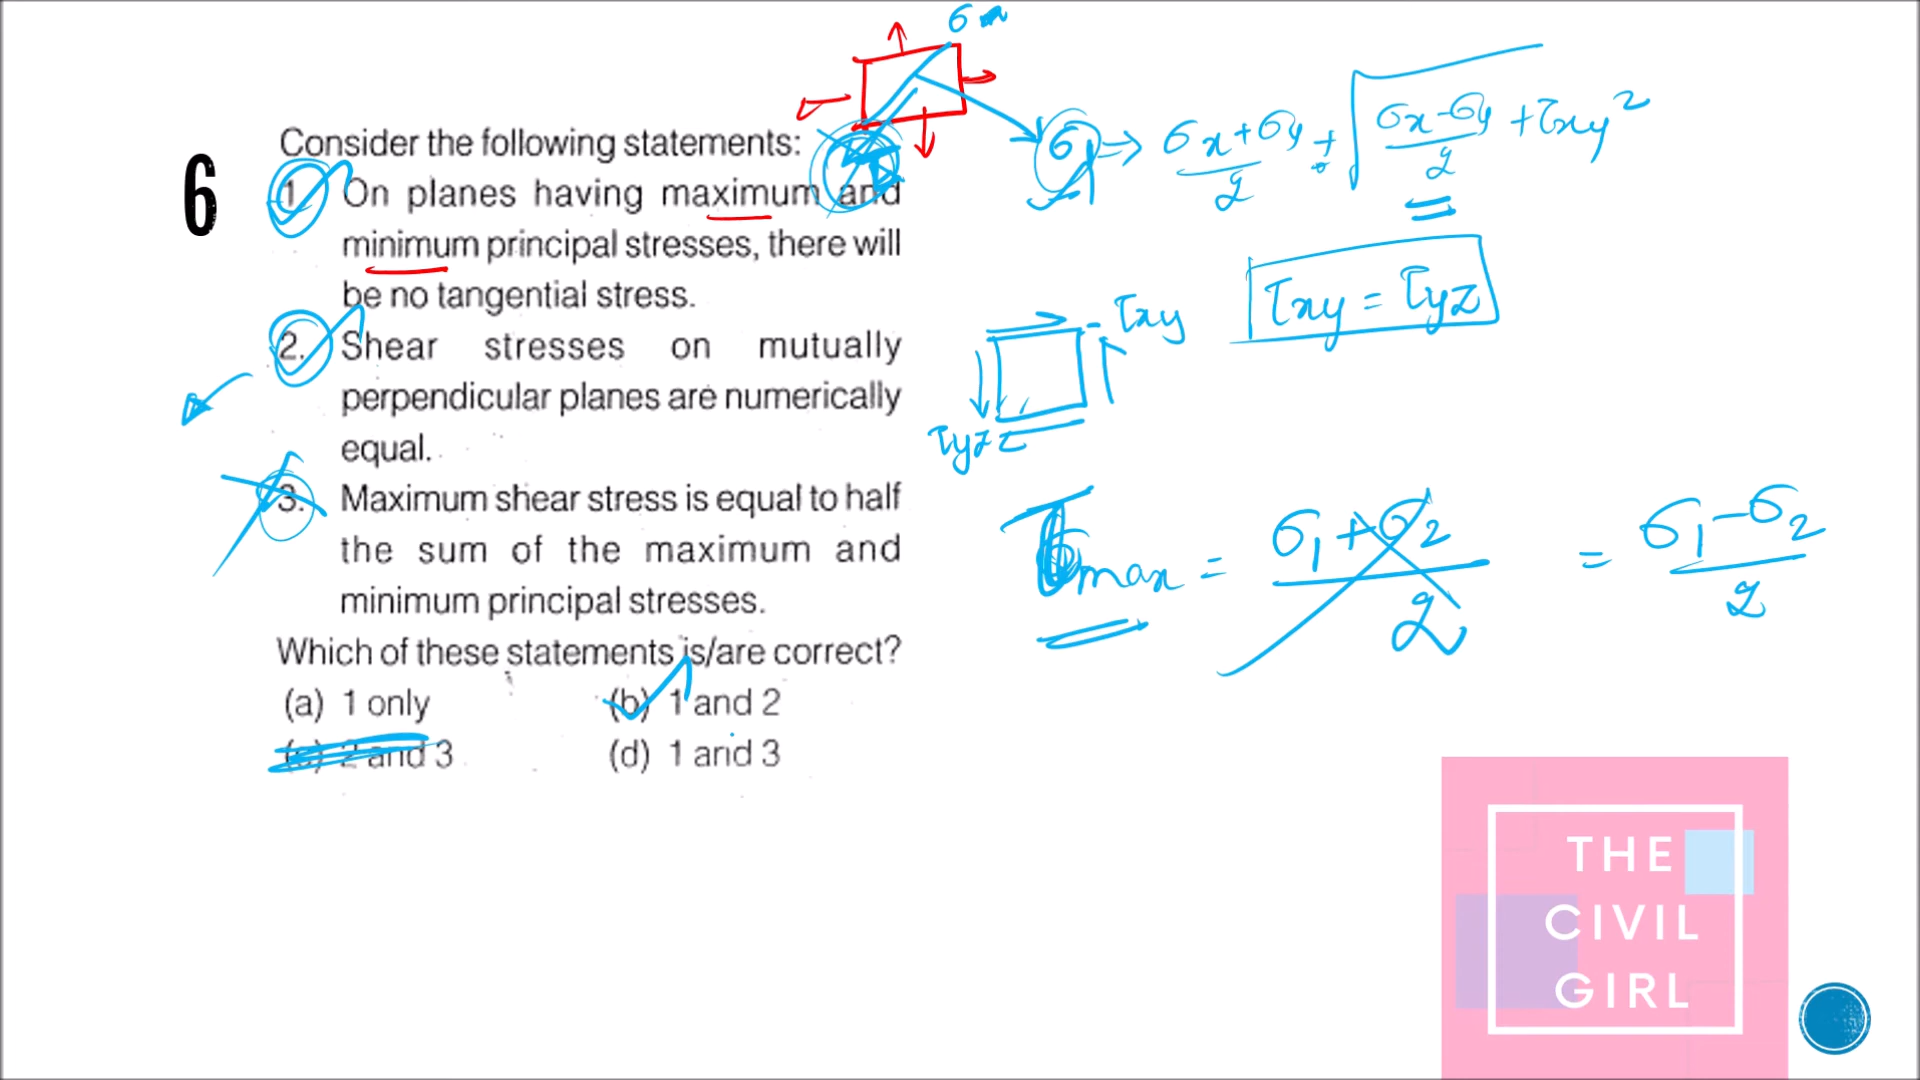 6
Consider the following statements:
1. On planes having maximum and
minimum principal stresses, there will
be no tangential stress.
2. Shear stresses on mutually
perpendicular planes are numerically
equal.
3. Maximum shear stress is equal to half
the sum of the maximum and
minimum principal stresses.
Which of these statements is/are correct?
(a) 1 only
(b) 1 and 2
(c) 2 and 3
(d) 1 and 3
σ1 ⇒ σx+σy/2 ± √ σx-σy/2 + τxy²
τxy
τxy = τyz
τyz
τmax = σ1+σ2/2 = σ1-σ2/2
THE
CIVIL
GIRL